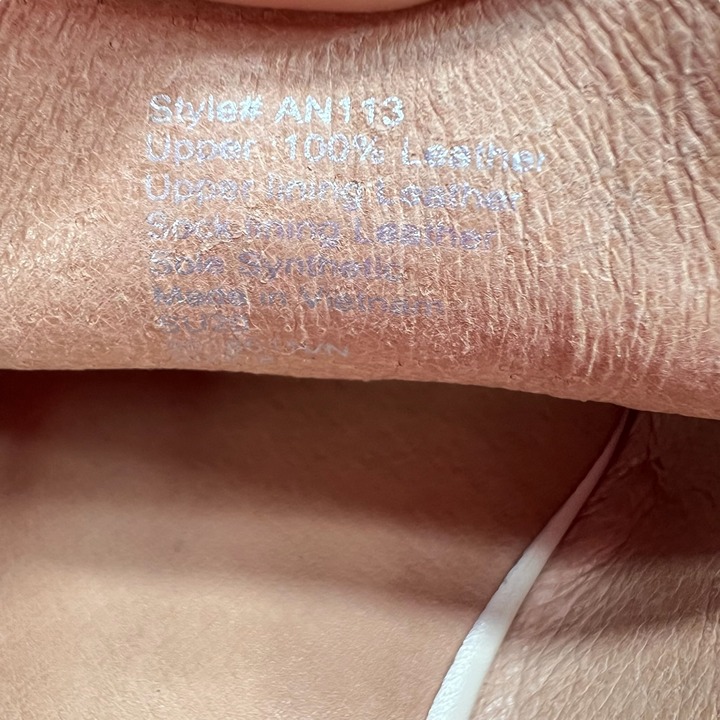 Style# AN113
Upper 100% Leather
Upper lining Leather
Sock lining Leather
Sole Synthetic
Made in Vietnam